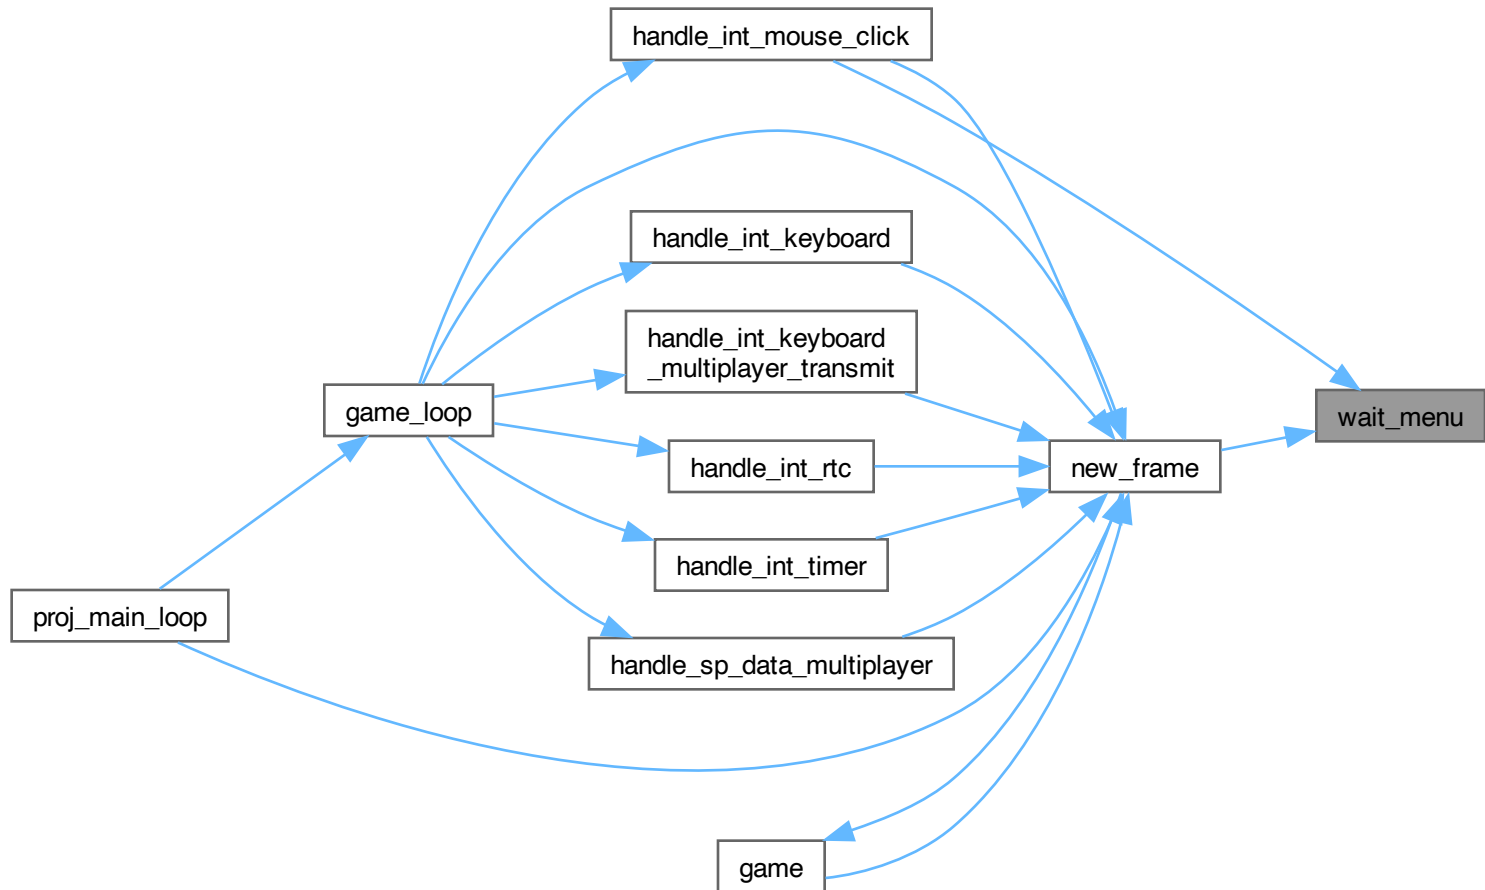 handle_int_mouse_click
handle_int_keyboard
handle_int_keyboard
_multiplayer_transmit
game_loop
wait_menu
handle_int_rtc
new_frame
handle_int_timer
proj_main_loop
handle_sp_data_multiplayer
game